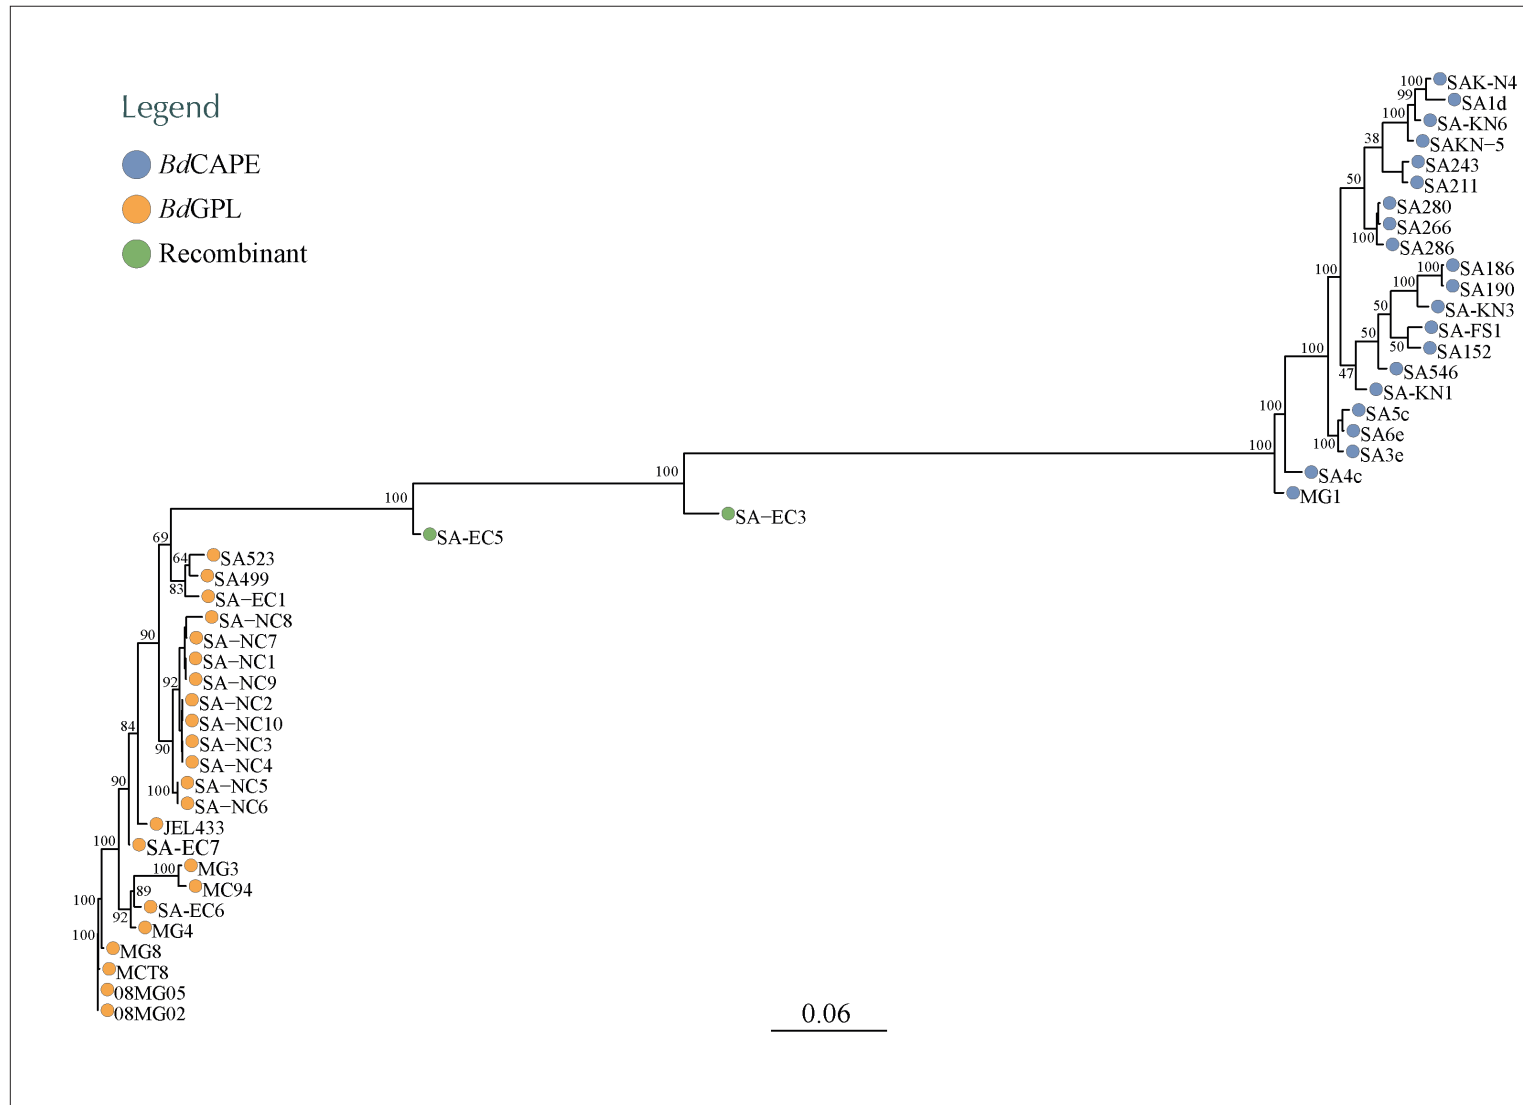 Legend
BdCAPE
BdGPL
Recombinant
100
SAK-N4
99
SA1d
100
SA-KN6
SAKN−5
38
SA243
SA211
50
SA280
SA266
100
SA286
100
100
SA186
100
SA190
50
SA-KN3
50
SA-FS1
50
SA152
100
SA546
47
SA-KN1
100
SA5c
SA6e
100
SA3e
100
SA4c
MG1
100
SA−EC3
100
SA-EC5
69
64
SA523
SA499
83
SA−EC1
SA−NC8
90
SA−NC7
SA−NC1
92
SA−NC9
SA−NC2
84
SA−NC10
90
SA−NC3
SA−NC4
90
100
SA−NC5
SA−NC6
JEL433
100
SA-EC7
100
MG3
MC94
89
100
SA-EC6
92
MG4
100
MG8
MCT8
08MG05
08MG02
0.06